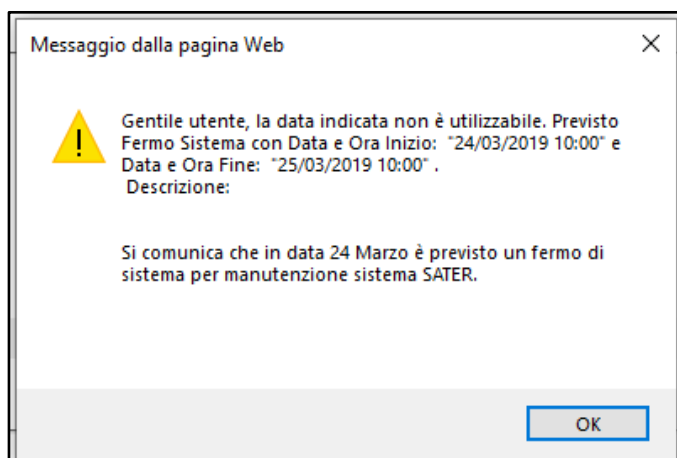 Messaggio dalla pagina Web
Gentile utente, la data indicata non è utilizzabile. Previsto
Fermo Sistema con Data e Ora Inizio: "24/03/2019 10:00" e
Data e Ora Fine: "25/03/2019 10:00" .
Descrizione:
Si comunica che in data 24 Marzo è previsto un fermo di
sistema per manutenzione sistema SATER.
OK